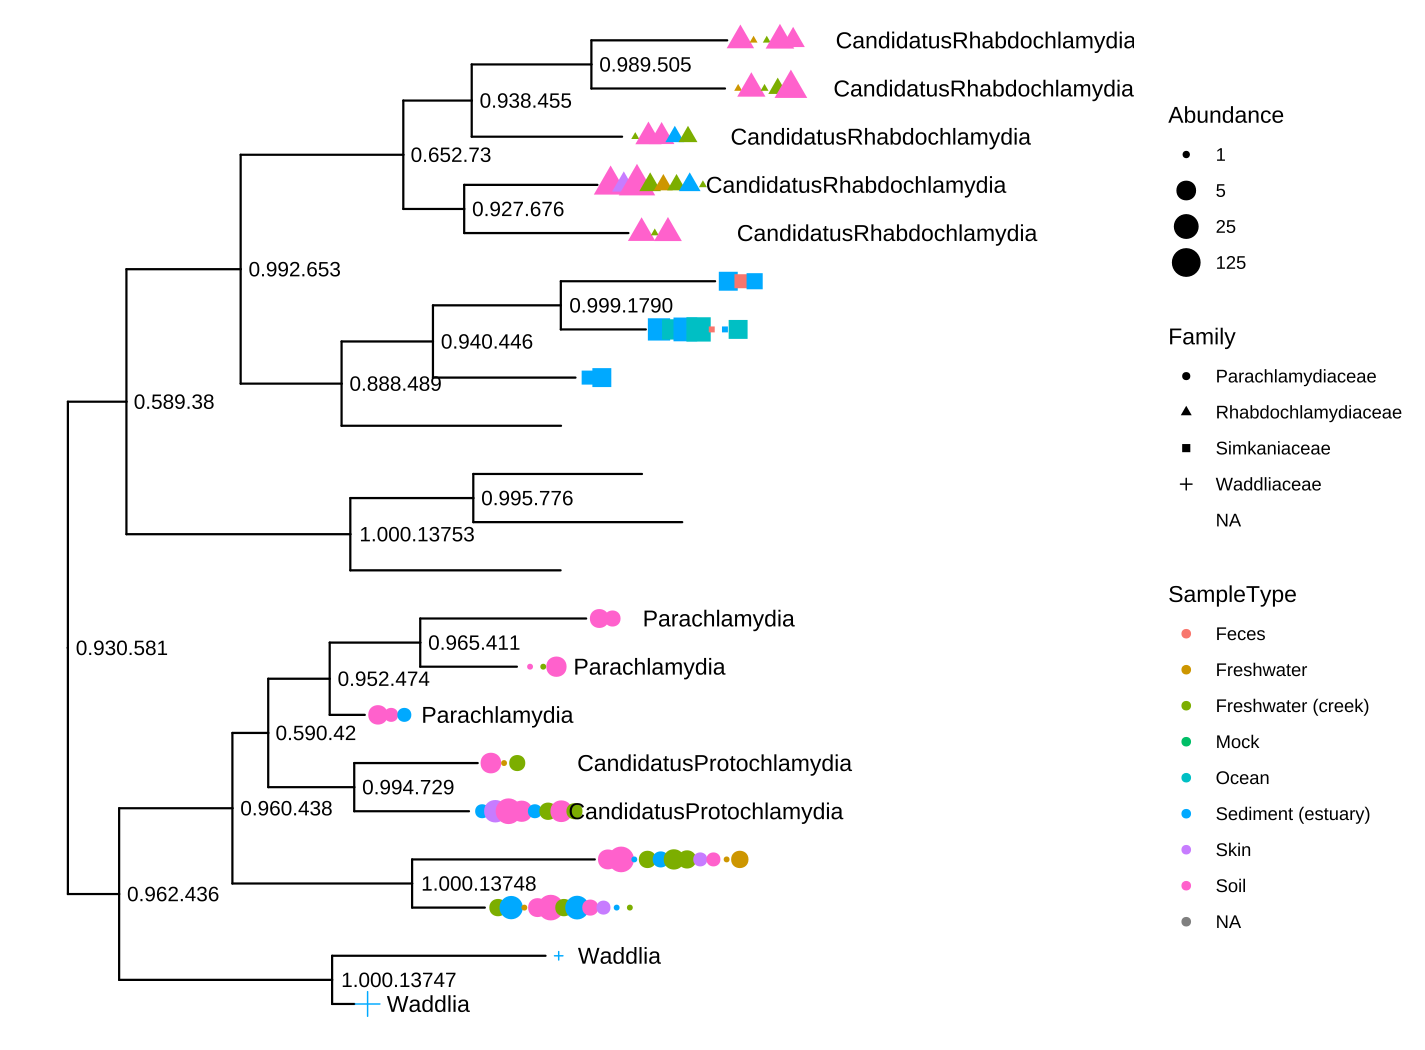 CandidatusRhabdochlamydia
0.989.505
CandidatusRhabdochlamydia
0.938.455
CandidatusRhabdochlamydia
0.652.73
CandidatusRhabdochlamydia
0.927.676
CandidatusRhabdochlamydia
0.992.653
0.999.1790
0.940.446
0.888.489
0.589.38
0.995.776
1.000.13753
Parachlamydia
0.965.411
0.930.581
Parachlamydia
0.952.474
Parachlamydia
0.590.42
CandidatusProtochlamydia
0.994.729
0.960.438
CandidatusProtochlamydia
1.000.13748
0.962.436
Waddlia
1.000.13747
Waddlia
Abundance
1
5
25
125
Family
Parachlamydiaceae
Rhabdochlamydiaceae
Simkaniaceae
Waddliaceae
NA
SampleType
Feces
Freshwater
Freshwater (creek)
Mock
Ocean
Sediment (estuary)
Skin
Soil
NA